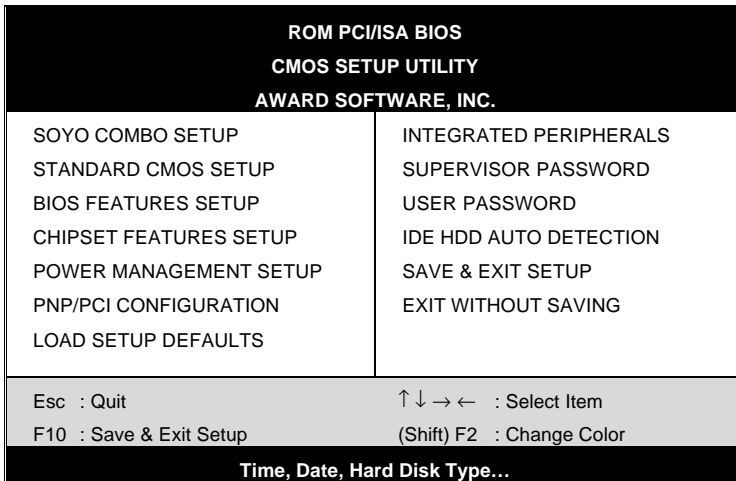 ROM PCI/ISA BIOS
CMOS SETUP UTILITY
AWARD SOFTWARE, INC.
SOYO COMBO SETUP
STANDARD CMOS SETUP
BIOS FEATURES SETUP
CHIPSET FEATURES SETUP
POWER MANAGEMENT SETUP
PNP/PCI CONFIGURATION
LOAD SETUP DEFAULTS
INTEGRATED PERIPHERALS
SUPERVISOR PASSWORD
USER PASSWORD
IDE HDD AUTO DETECTION
SAVE & EXIT SETUP
EXIT WITHOUT SAVING
Esc : Quit
F10 : Save & Exit Setup
↑ ↓ → ← : Select Item
(Shift) F2 : Change Color
Time, Date, Hard Disk Type…